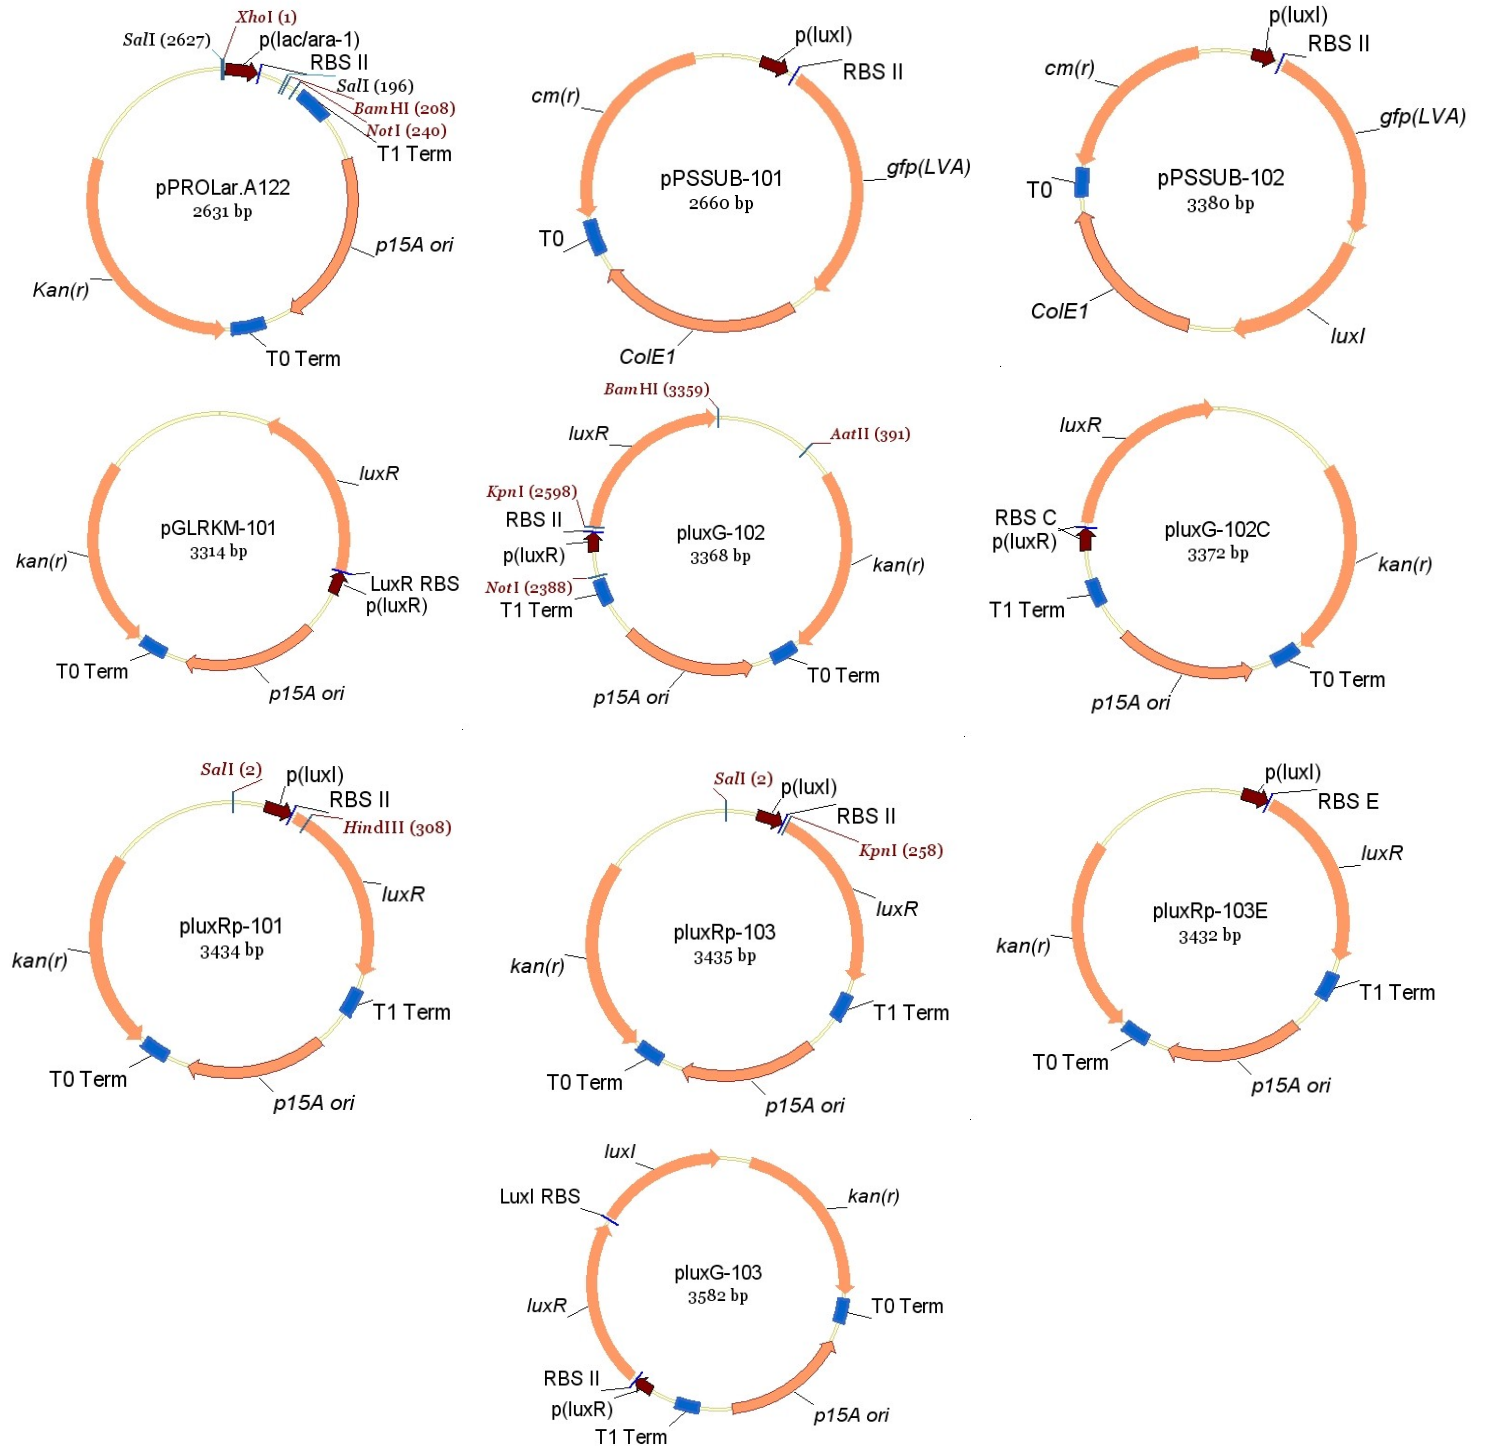 XhoI (1)
SalI (2627)
p(lac/ara-1)
RBS II
SalI (196)
BamHI (208)
NotI (240)
T1 Term
pPROLar.A122
2631 bp
p15A ori
Kan(r)
T0 Term
p(luxI)
RBS II
cm(r)
gfp(LVA)
pPSSUB-101
2660 bp
T0
ColE1
p(luxI)
RBS II
cm(r)
gfp(LVA)
pPSSUB-102
3380 bp
T0
ColE1
luxI
luxR
pGLRKM-101
3314 bp
kan(r)
LuxR RBS
p(luxR)
T0 Term
p15A ori
BamHI (3359)
luxR
AatII (391)
KpnI (2598)
RBS II
p(luxR)
pluxG-102
3368 bp
kan(r)
NotI (2388)
T1 Term
T0 Term
p15A ori
luxR
RBS C
p(luxR)
pluxG-102C
3372 bp
kan(r)
T1 Term
T0 Term
p15A ori
SalI (2)
p(luxI)
RBS II
HindIII (308)
luxR
pluxRp-101
3434 bp
kan(r)
T1 Term
T0 Term
p15A ori
SalI (2)
p(luxI)
RBS II
KpnI (258)
luxR
pluxRp-103
3435 bp
kan(r)
T1 Term
T0 Term
p15A ori
p(luxI)
RBS E
luxR
pluxRp-103E
3432 bp
kan(r)
T1 Term
T0 Term
p15A ori
luxI
LuxI RBS
kan(r)
pluxG-103
3582 bp
luxR
T0 Term
RBS II
p(luxR)
T1 Term
p15A ori